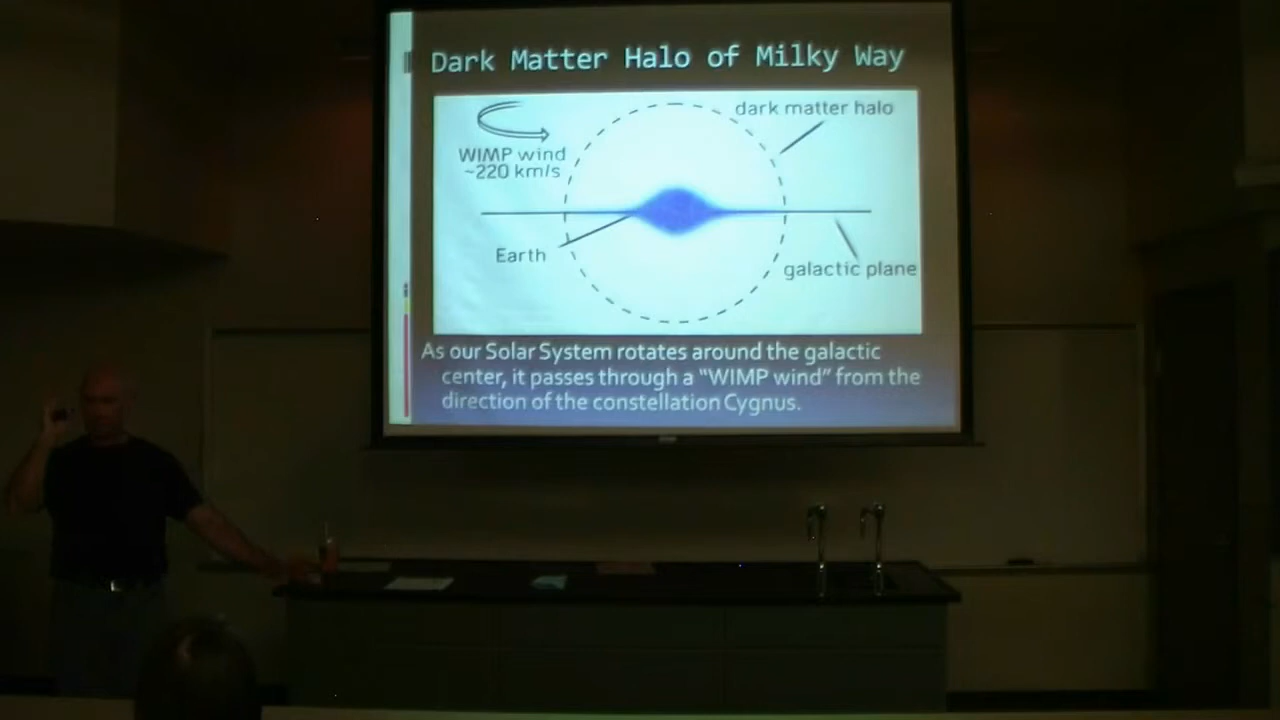 Dark Matter Halo of Milky Way
dark matter halo
WIMP wind
~220 km/s
Earth
galactic plane
As our Solar System rotates around the galactic
center, it passes through a “WIMP wind” from the
direction of the constellation Cygnus.